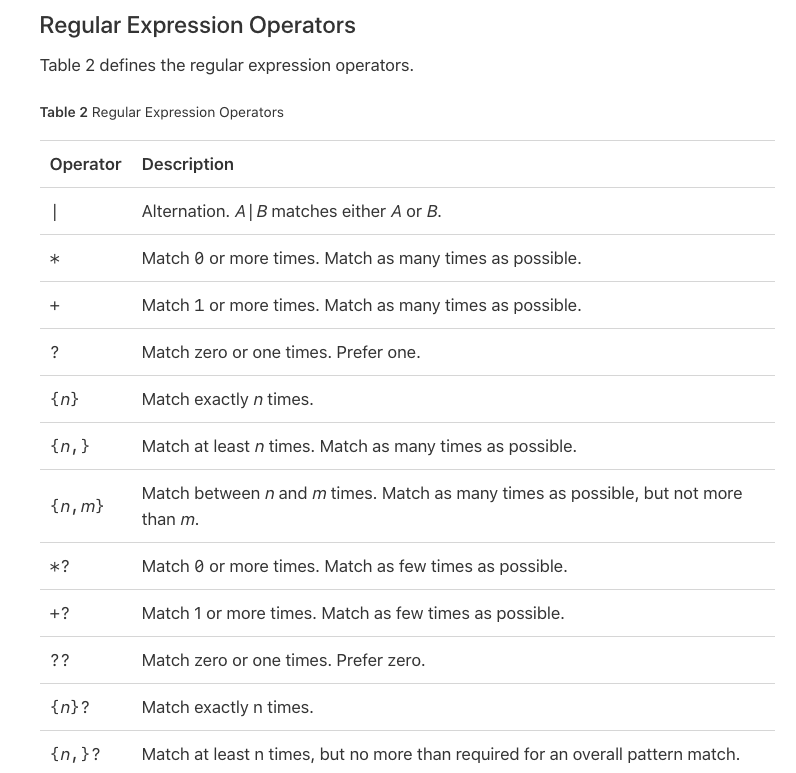 Regular Expression Operators
Table 2 defines the regular expression operators.
Table 2 Regular Expression Operators
Operator Description
| Alternation. A|B matches either A or B.
* Match 0 or more times. Match as many times as possible.
+ Match 1 or more times. Match as many times as possible.
? Match zero or one times. Prefer one.
{n} Match exactly n times.
{n,} Match at least n times. Match as many times as possible.
{n,m} Match between n and m times. Match as many times as possible, but not more
than m.
*? Match 0 or more times. Match as few times as possible.
+? Match 1 or more times. Match as few times as possible.
?? Match zero or one times. Prefer zero.
{n}? Match exactly n times.
{n,}? Match at least n times, but no more than required for an overall pattern match.